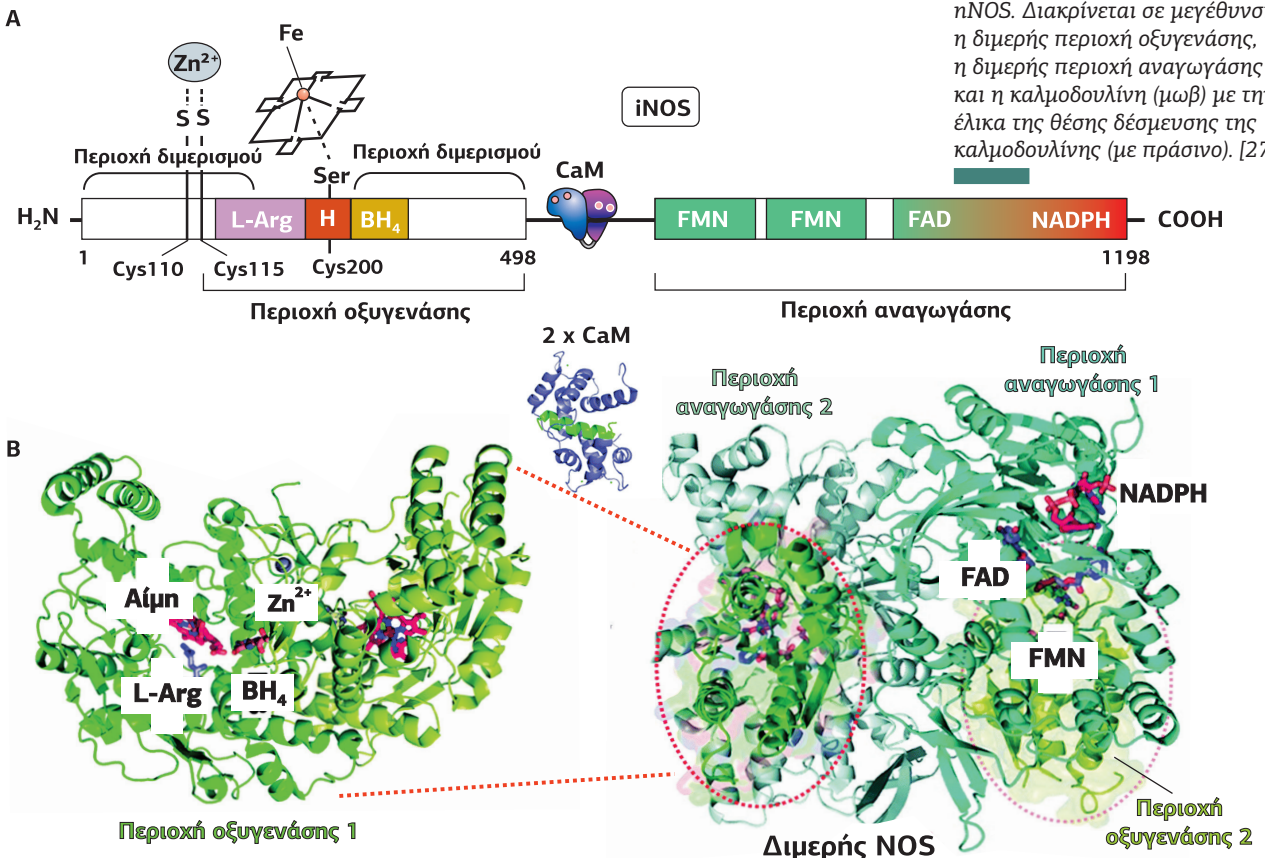 A
nNOS. Διακρίνεται σε μεγέθυνσ
η διμερής περιοχή οξυγενάσης,
η διμερής περιοχή αναγωγάσης
και η καλμοδουλίνη (μωβ) με τη
έλικα της θέσης δέσμευσης της
καλμοδουλίνης (με πράσινο). [27
Fe
Zn²⁺
S S
iNOS
Περιοχή διμερισμού
Περιοχή διμερισμού
Ser
CaM
H₂N
L-Arg
H
BH₄
FMN
FMN
FAD
NADPH
COOH
1
Cys110
Cys115
Cys200
498
1198
Περιοχή οξυγενάσης
Περιοχή αναγωγάσης
2 x CaM
Περιοχή
αναγωγάσης 2
Περιοχή
αναγωγάσης 1
B
NADPH
Αίμη
Zn²⁺
FAD
L-Arg
BH₄
FMN
Περιοχή οξυγενάσης 1
Περιοχή
οξυγενάσης 2
Διμερής NOS